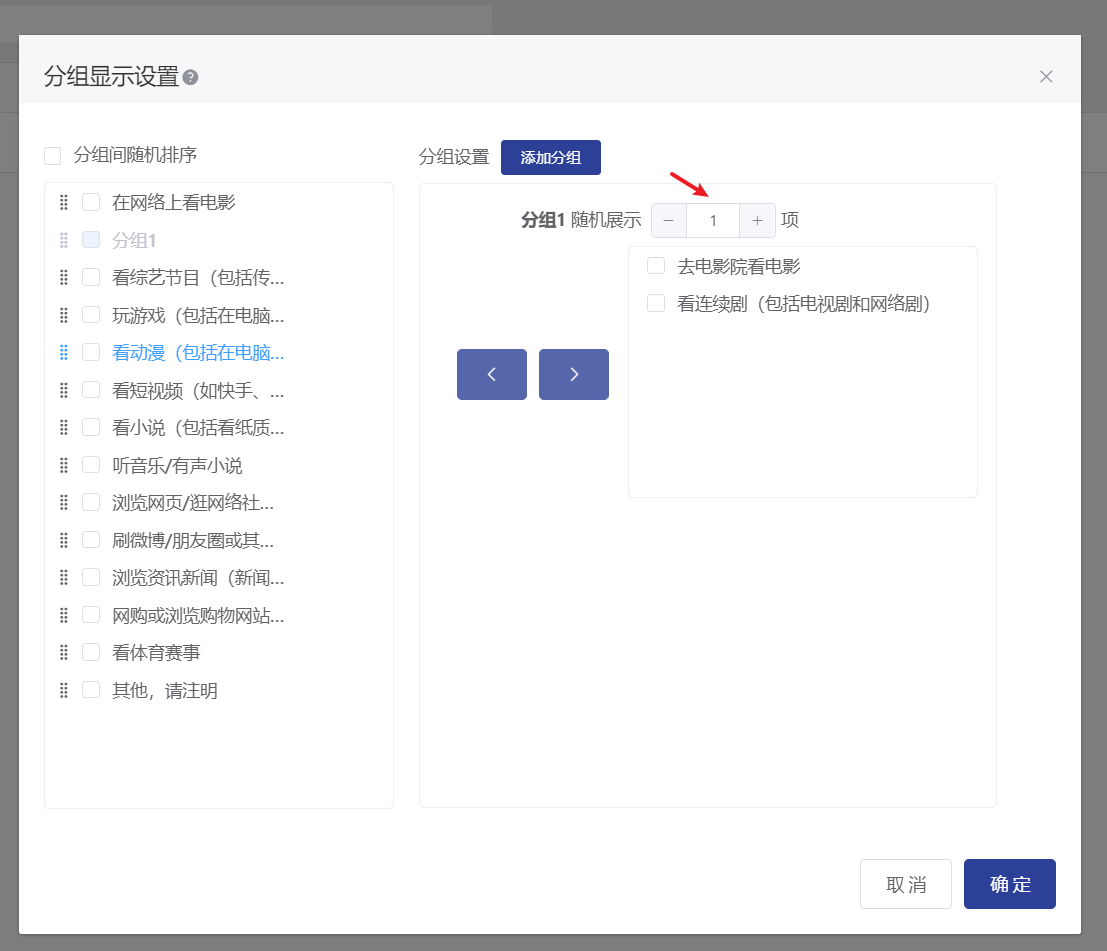 分组显示设置?
分组间随机排序
在网络上看电影
分组1
看综艺节目（包括传...
玩游戏（包括在电脑...
看动漫（包括在电脑...
看短视频（如快手、...
看小说（包括看纸质...
听音乐/有声小说
浏览网页/逛网络社...
刷微博/朋友圈或其...
浏览资讯新闻（新闻...
网购或浏览购物网站...
看体育赛事
其他，请注明
分组设置 添加分组
分组1 随机展示 − 1 + 项
去电影院看电影
看连续剧（包括电视剧和网络剧）
取消 确定